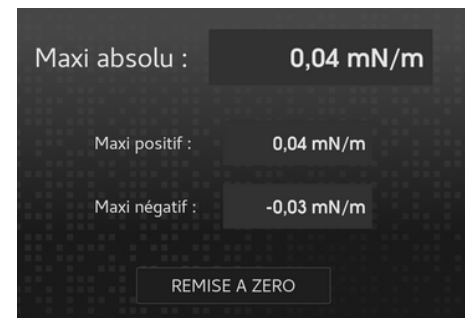 Maxi absolu : 0,04 mN/m
Maxi positif : 0,04 mN/m
Maxi négatif : -0,03 mN/m
REMISE A ZERO